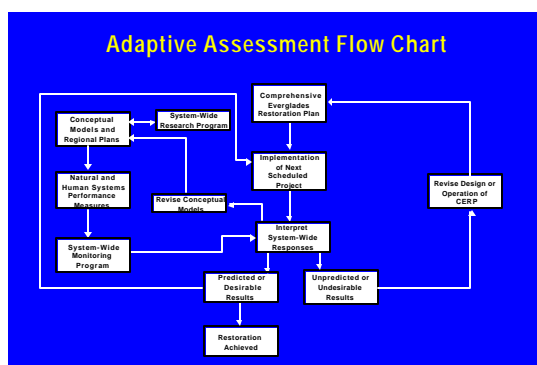 Adaptive Assessment Flow Chart
Comprehensive
Everglades
Restoration Plan
System-Wide
Research Program
Conceptual
Models and
Regional Plans
Implementation
of Next
Scheduled
Project
Natural and
Human Systems
Performance
Measures
Revise Design or
Operation of
CERP
Revise Conceptual
Models
Interpret
System-Wide
Responses
System-Wide
Monitoring
Program
Predicted or
Desirable
Results
Unpredicted or
Undesirable
Results
Restoration
Achieved